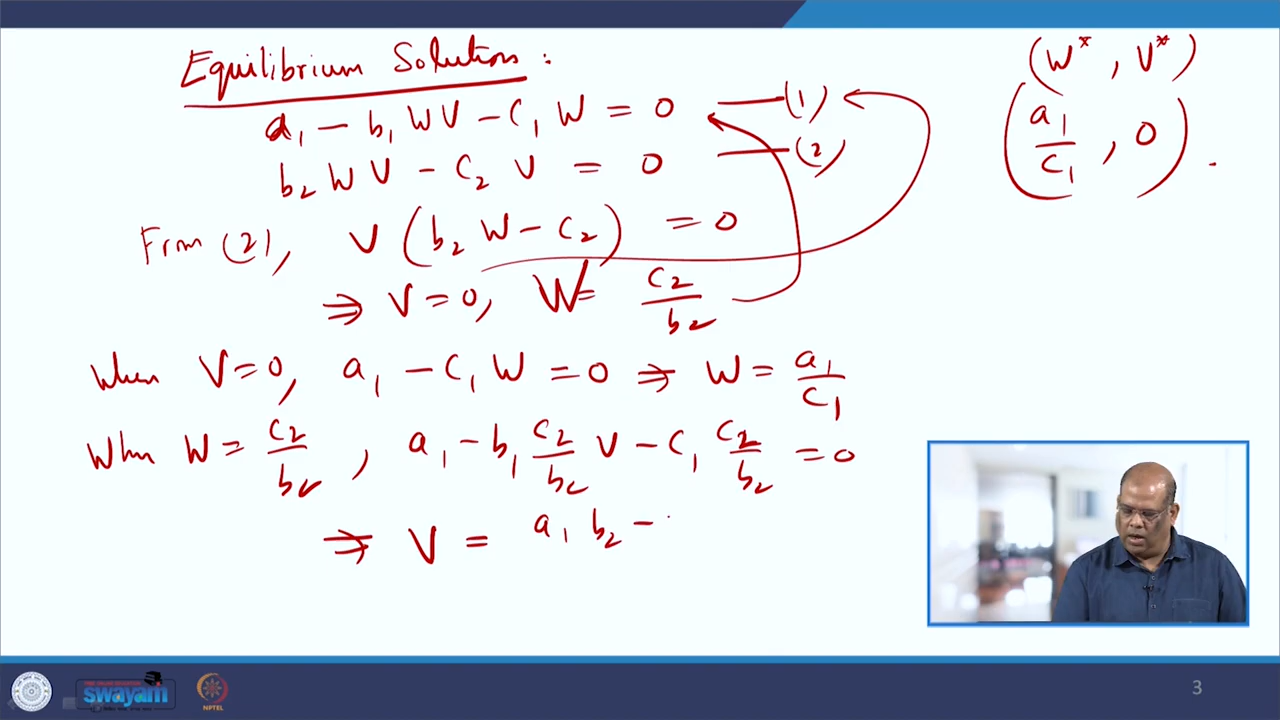 Equilibrium Solutions :
a₁ − b₁ W V − c₁ W = 0 — (1)
b₂ W V − c₂ V = 0 — (2)
From (2), V (b₂ W − c₂) = 0
⇒ V = 0, W = c₂/b₂
When V = 0, a₁ − c₁ W = 0 ⇒ W = a₁/c₁
When W = c₂/b₂, a₁ − b₁ c₂/b₂ V − c₁ c₂/b₂ = 0
⇒ V = a₁ b₂ −
(W*, V*)
(a₁/c₁, 0).
swayam
NPTEL
3